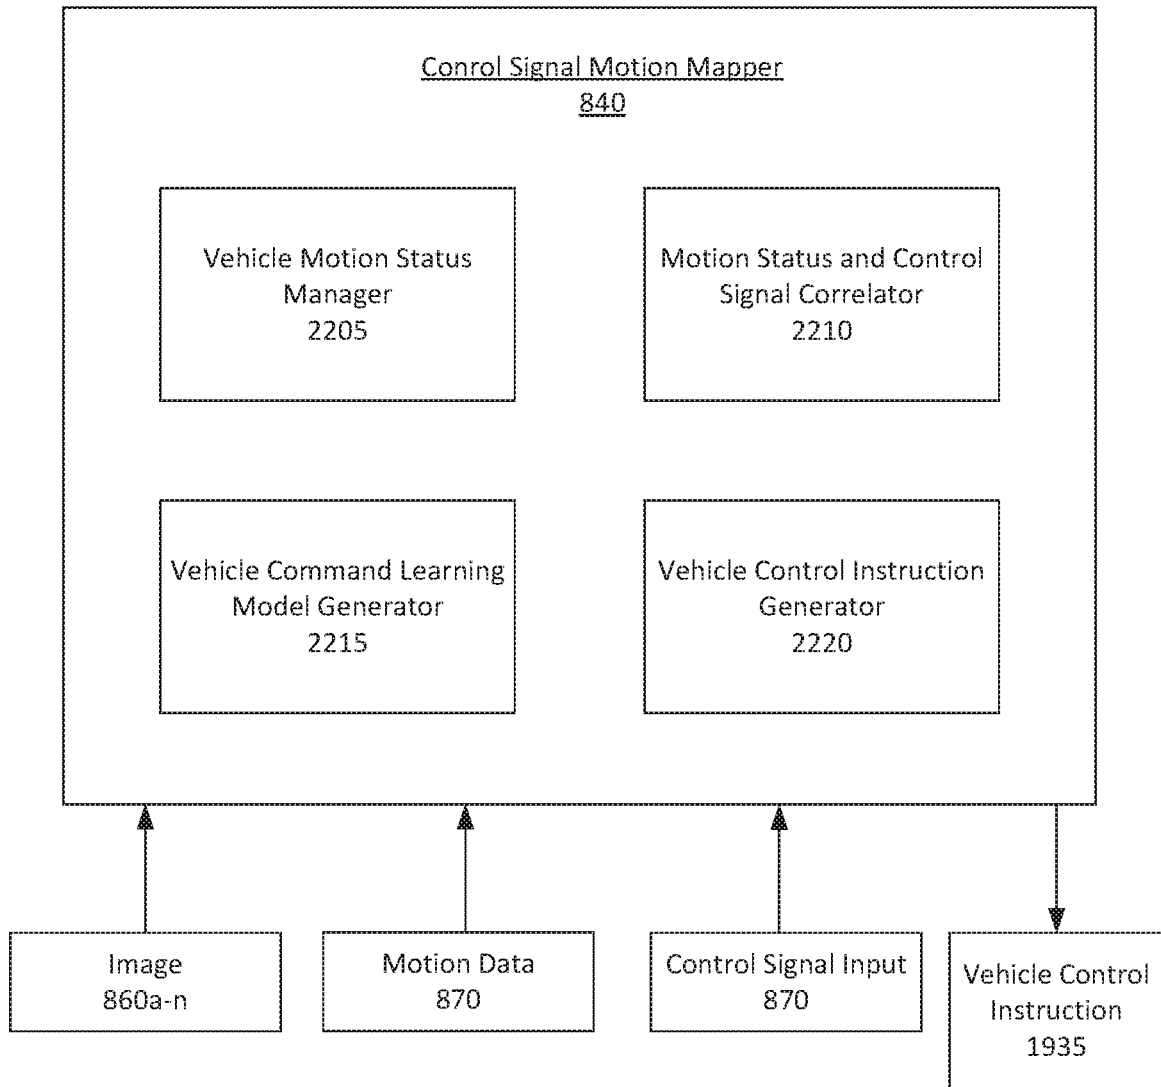 Conrol Signal Motion Mapper
840
Vehicle Motion Status
Manager
2205
Motion Status and Control
Signal Correlator
2210
Vehicle Command Learning
Model Generator
2215
Vehicle Control Instruction
Generator
2220
Image
860a-n
Motion Data
870
Control Signal Input
870
Vehicle Control
Instruction
1935